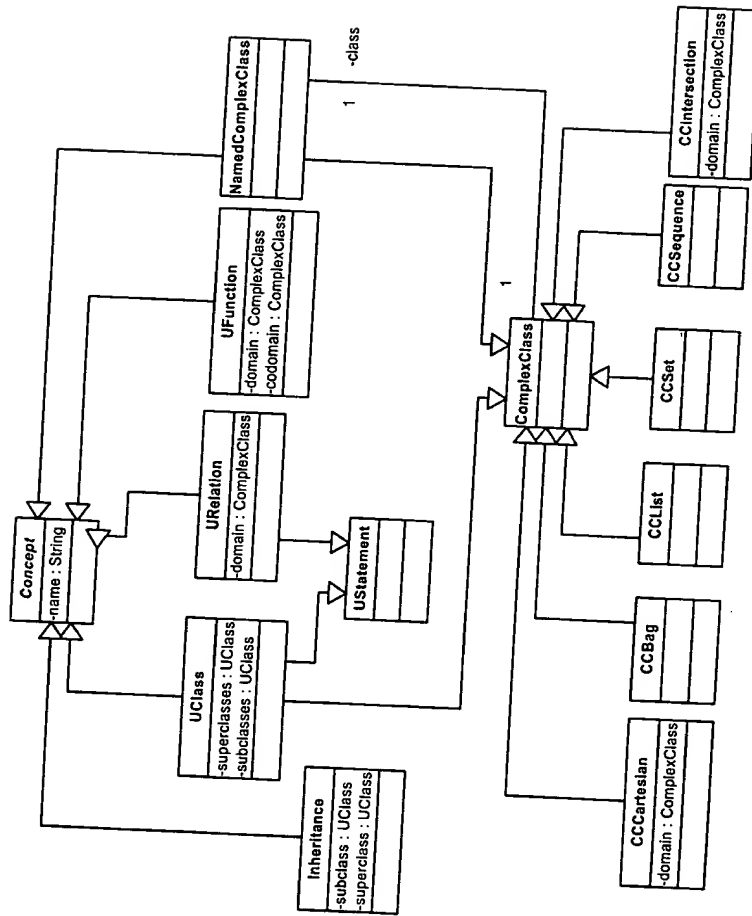 Concept
-name : String
NamedComplexClass
-class
1
UFunction
-domain : ComplexClass
-codomain : ComplexClass
URelation
-domain : ComplexClass
UClass
-superclasses : UClass
-subclasses : UClass
Inheritance
-subclass : UClass
-superclass : UClass
UStatement
1
ComplexClass
CCCartesian
-domain : ComplexClass
CCBag
CCList
CCSet
CCSequence
CCIntersection
-domain : ComplexClass